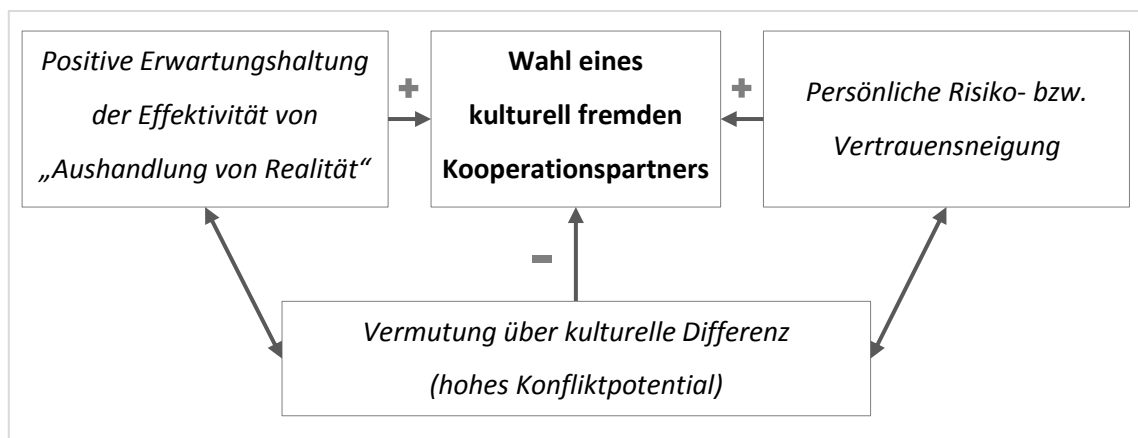 Positive Erwartungshaltung
der Effektivität von
„Aushandlung von Realität“
+
Wahl eines
kulturell fremden
Kooperationspartners
+
Persönliche Risiko- bzw.
Vertrauensneigung
-
Vermutung über kulturelle Differenz
(hohes Konfliktpotential)